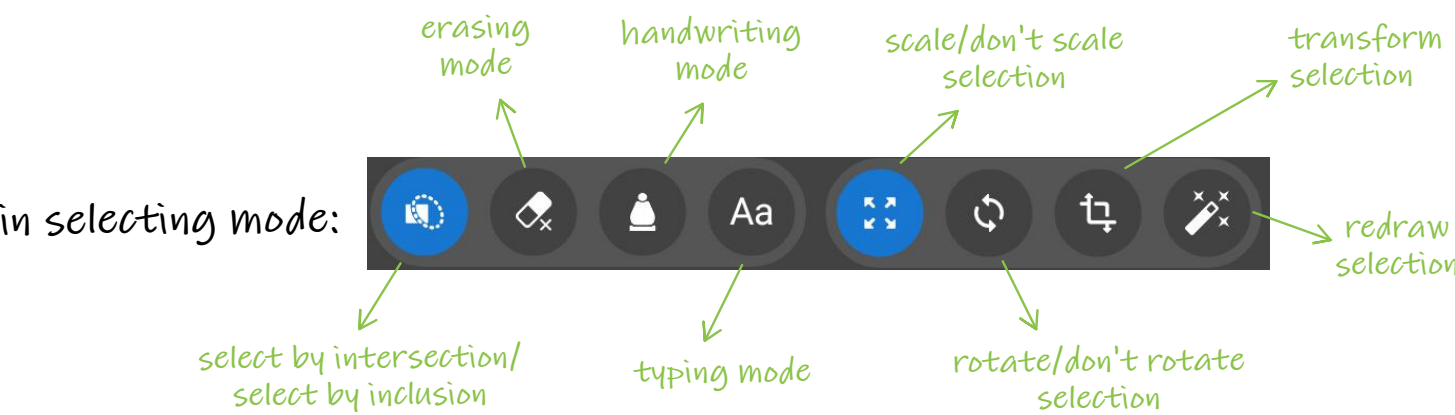 erasing
mode
handwriting
mode
scale/don't scale
selection
transform
selection
in selecting mode:
Aa
redraw
selection
select by intersection/
select by inclusion
typing mode
rotate/don't rotate
selection